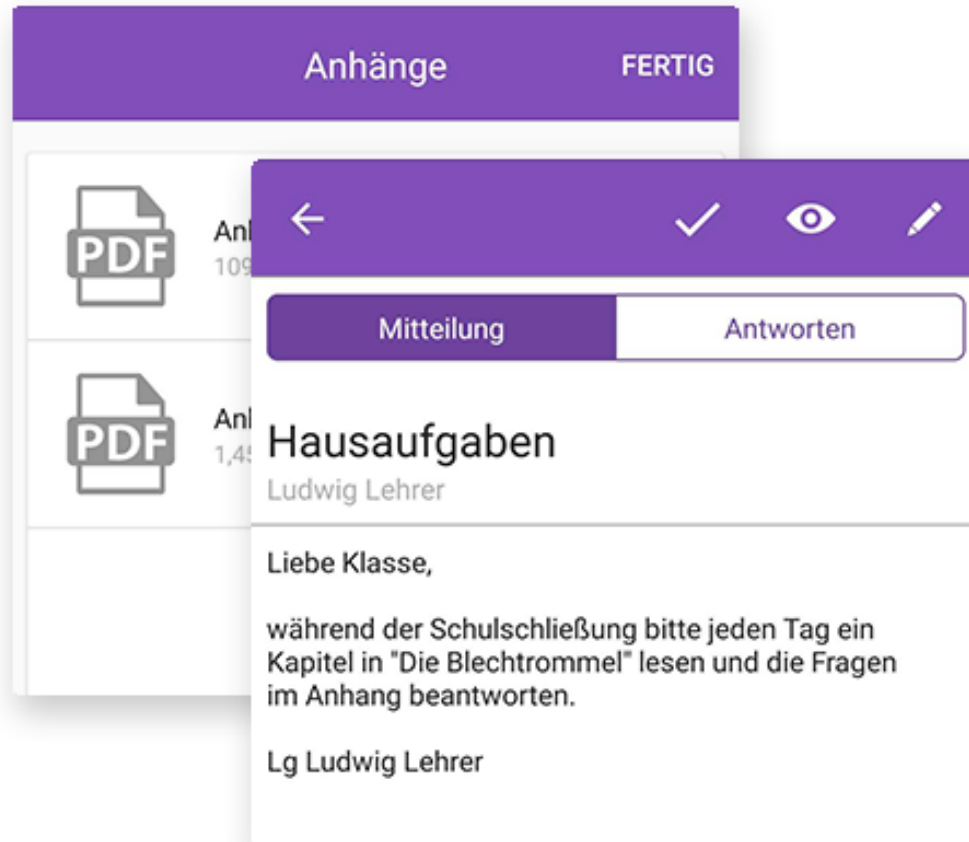 Anhänge
FERTIG
PDF
109
PDF
Mitteilung
Antworten
Hausaufgaben
Ludwig Lehrer
Liebe Klasse,
während der Schulschließung bitte jeden Tag ein
Kapitel in "Die Blechtrommel" lesen und die Fragen
im Anhang beantworten.
Lg Ludwig Lehrer